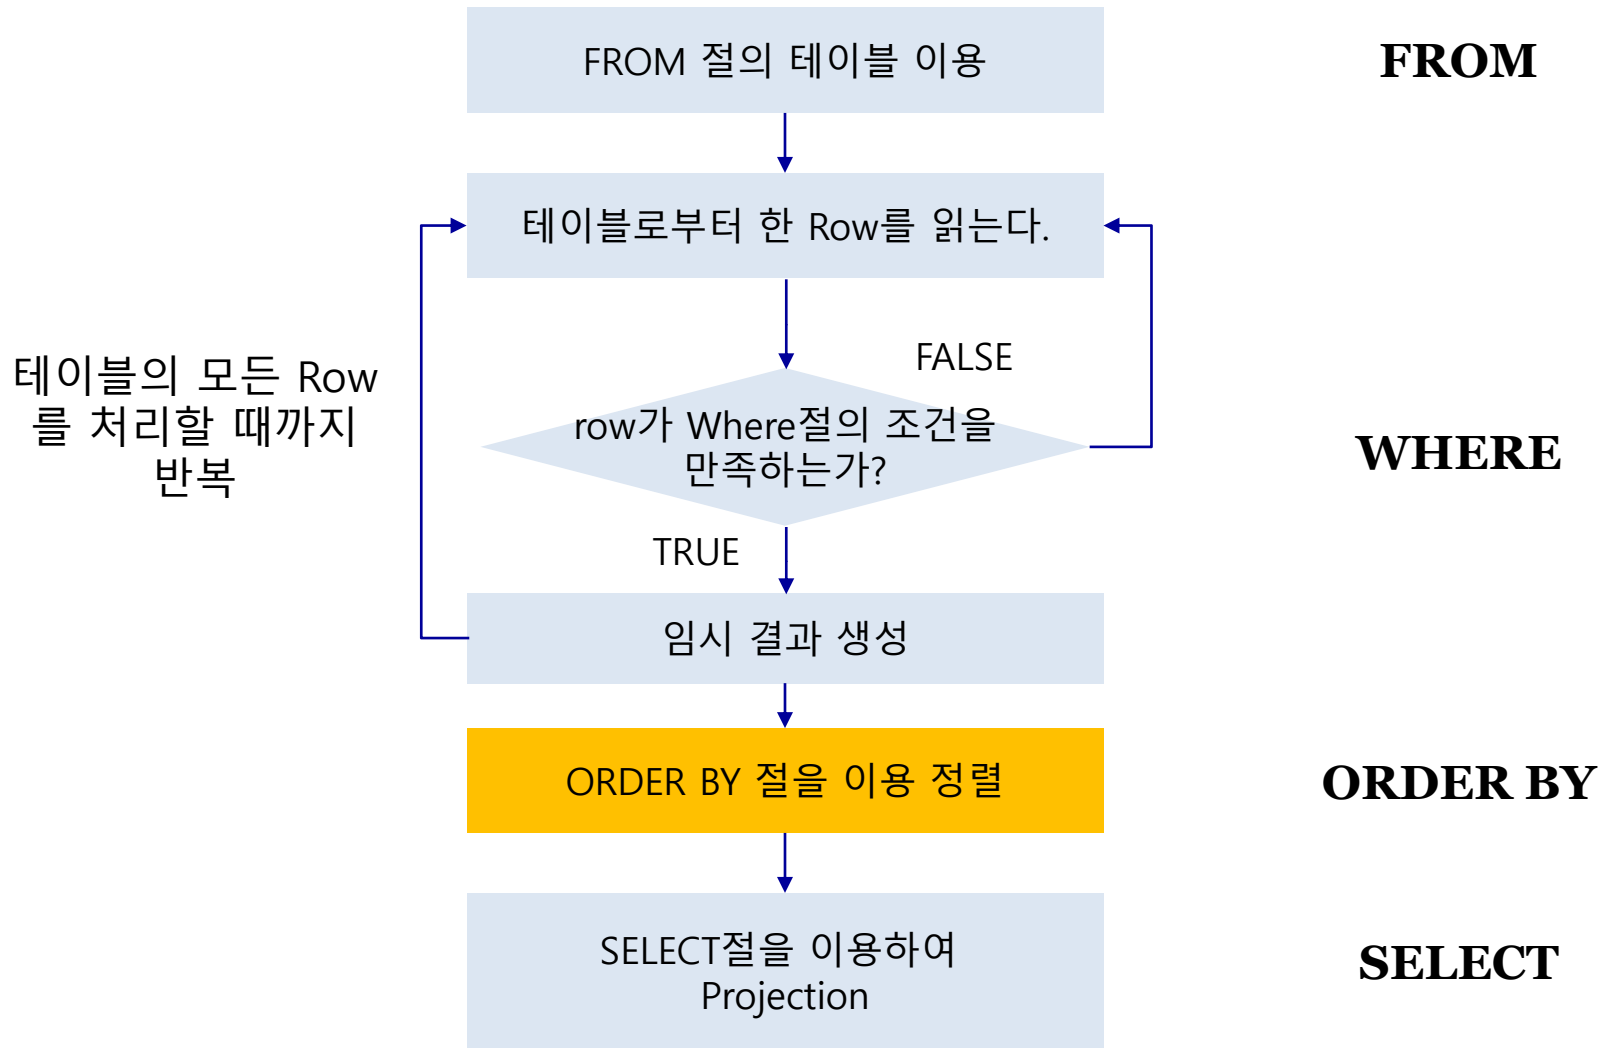 FROM 절의 테이블 이용
FROM
테이블로부터 한 Row를 읽는다.
테이블의 모든 Row
를 처리할 때까지
반복
FALSE
row가 Where절의 조건을
만족하는가?
WHERE
TRUE
임시 결과 생성
ORDER BY 절을 이용 정렬
ORDER BY
SELECT절을 이용하여
Projection
SELECT